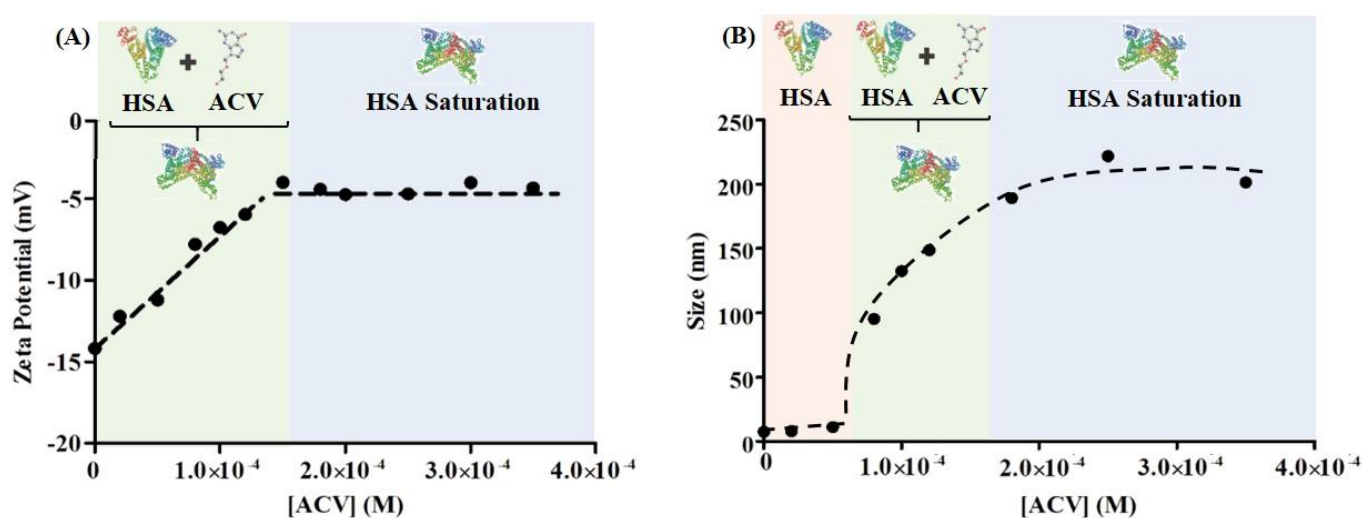 (A)
HSA ACV
HSA Saturation
Zeta Potential (mV)
0
-5
-10
-15
-20
0 1.0×10⁻⁴ 2.0×10⁻⁴ 3.0×10⁻⁴ 4.0×10⁻⁴
[ACV] (M)
(B)
HSA HSA ACV
HSA Saturation
Size (nm)
250
200
150
100
50
0
0 1.0×10⁻⁴ 2.0×10⁻⁴ 3.0×10⁻⁴ 4.0×10⁻⁴
[ACV] (M)